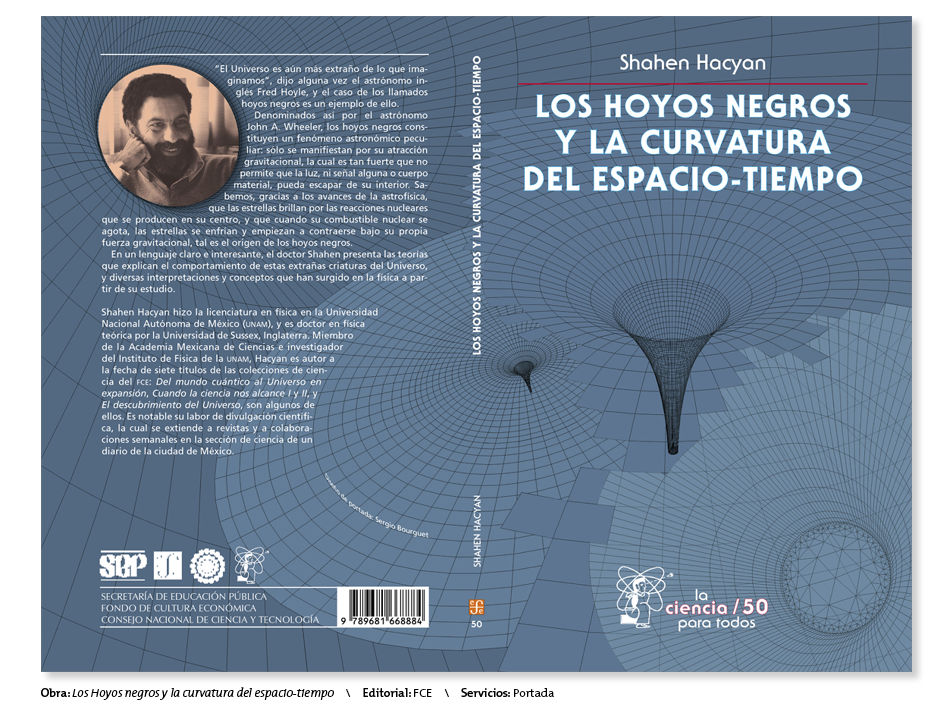 “El Universo es aún más extraño de lo que ima-
ginamos”, dijo alguna vez el astrónomo in-
glés Fred Hoyle, y el caso de los llamados
hoyos negros es un ejemplo de ello.
Denominados así por el astrónomo
John A. Wheeler, los hoyos negros cons-
tituyen un fenómeno astronómico pecu-
liar: sólo se manifiestan por su atracción
gravitacional, la cual es tan fuerte que no
permite que la luz, ni señal alguna o cuerpo
material, pueda escapar de su interior. Sa-
bemos, gracias a los avances de la astrofísica,
que las estrellas brillan por las reacciones nucleares
que se producen en su centro, y que cuando su combustible nuclear se
agota, las estrellas se enfrían y empiezan a contraerse bajo su propia
fuerza gravitacional, tal es el origen de los hoyos negros.
En un lenguaje claro e interesante, el doctor Shahen presenta las teorías
que explican el comportamiento de estas extrañas criaturas del Universo,
y diversas interpretaciones y conceptos que han surgido en la física a par-
tir de su estudio.
Shahen Hacyan hizo la licenciatura en física en la Universidad
Nacional Autónoma de México (UNAM), y es doctor en física
teórica por la Universidad de Sussex, Inglaterra. Miembro
de la Academia Mexicana de Ciencias e investigador
del Instituto de Física de la UNAM, Hacyan es autor a
la fecha de siete títulos de las colecciones de cien-
cia del FCE: Del mundo cuántico al Universo en
expansión, Cuando la ciencia nos alcance I y II, y
El descubrimiento del Universo, son algunos de
ellos. Es notable su labor de divulgación científi-
ca, la cual se extiende a revistas y a colabora-
ciones semanales en la sección de ciencia de un
diario de la ciudad de México.
de portada: Sergio Bourguet
SEP
SECRETARÍA DE EDUCACIÓN PÚBLICA
FONDO DE CULTURA ECONÓMICA
CONSEJO NACIONAL DE CIENCIA Y TECNOLOGÍA
9 789681 668884
LOS HOYOS NEGROS Y LA CURVATURA DEL ESPACIO-TIEMPO
SHAHEN HACYAN
50
Shahen Hacyan
LOS HOYOS NEGROS
Y LA CURVATURA
DEL ESPACIO-TIEMPO
la
ciencia / 50
para todos
Obra: Los Hoyos negros y la curvatura del espacio-tiempo \ Editorial: FCE \ Servicios: Portada